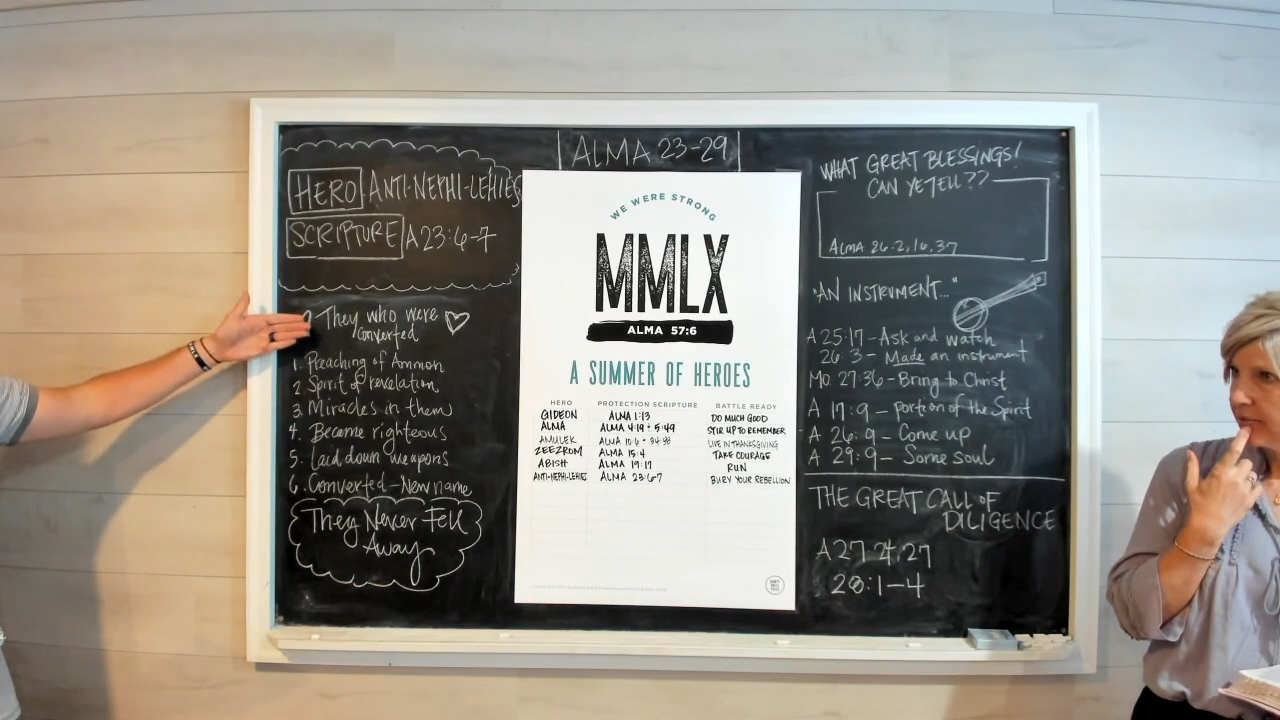 ALMA 23-29
HERO ANTI-NEPHI-LEHIES
SCRIPTURE A23:6-7
They who were
converted
1. Preaching of Ammon
2 Spirit of revelation
3. Miracles in them
4. Became righteous
5. laid down weapons
6. Converted - New name
They Never Fell
Away
WE WERE STRONG
MMLX
ALMA 57:6
A SUMMER OF HEROES
HERO PROTECTION SCRIPTURE BATTLE READY
GIDEON ALMA 1:13 DO MUCH GOOD
ALMA ALMA 4:19 + 5:49 STIR UP TO REMEMBER
AMULEK ALMA LIVE IN THANKSGIVING
ZEEZROM ALMA 15:4 TAKE COURAGE
ABISH ALMA 19:17 RUN
ANTI-NEPHI-LEHIES ALMA 23:6-7 BURY YOUR REBELLION
WHAT GREAT BLESSINGS!
CAN YE TELL??
ALMA 26:2,16,37
"AN INSTRUMENT..."
A 25:17 - Ask and watch
26:3 - Made an instrument
Mo. 27:36 - Bring to Christ
A 17:9 - portion of the Spirit
A 26:9 - Come up
A 29:9 - Some soul
THE GREAT CALL OF
DILIGENCE
A27 27
28:1-4